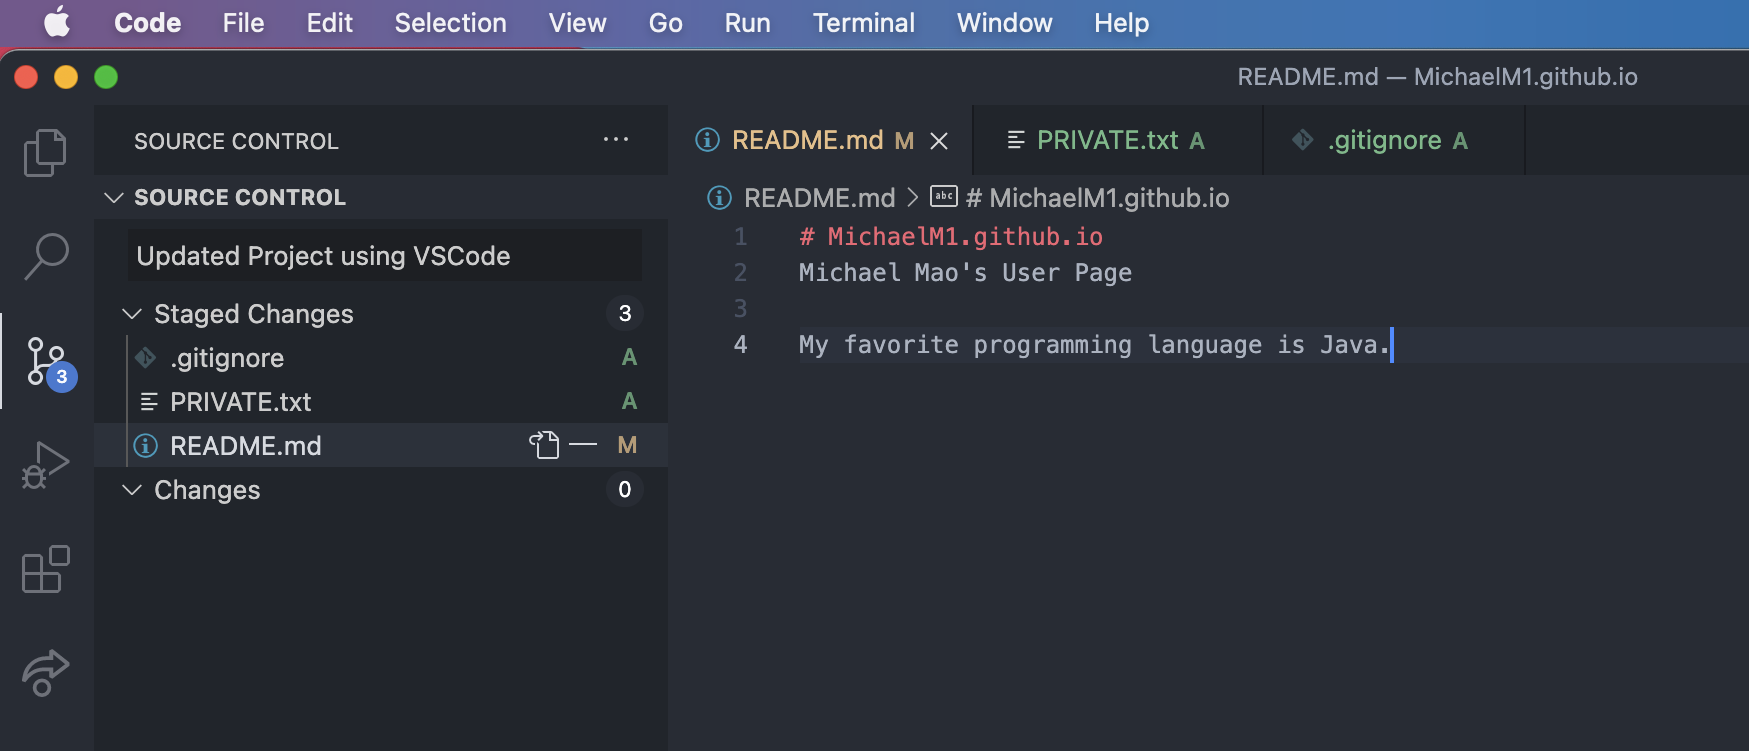 Code File Edit Selection View Go Run Terminal Window Help
README.md — MichaelM1.github.io
SOURCE CONTROL ...
SOURCE CONTROL
Updated Project using VSCode
Staged Changes 3
.gitignore A
PRIVATE.txt A
README.md M
Changes 0
3
README.md M
PRIVATE.txt A
.gitignore A
README.md > abc # MichaelM1.github.io
1 # MichaelM1.github.io
2 Michael Mao's User Page
3
4 My favorite programming language is Java.